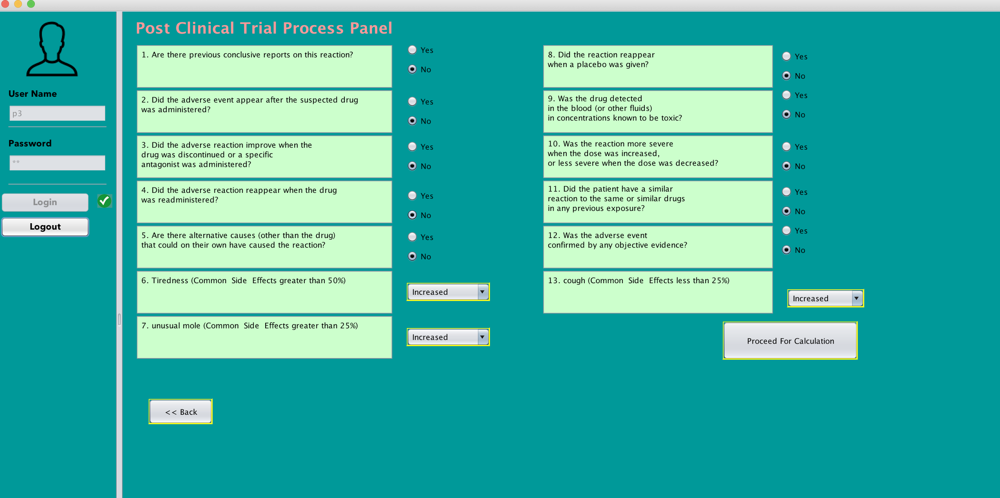 Post Clinical Trial Process Panel
User Name
p3
Password
**
Login
Logout
1. Are there previous conclusive reports on this reaction?
Yes
No
2. Did the adverse event appear after the suspected drug
was administered?
Yes
No
3. Did the adverse reaction improve when the
drug was discontinued or a specific
antagonist was administered?
Yes
No
4. Did the adverse reaction reappear when the drug
was readministered?
Yes
No
5. Are there alternative causes (other than the drug)
that could on their own have caused the reaction?
Yes
No
6. Tiredness (Common  Side  Effects greater than 50%)
Increased
7. unusual mole (Common  Side  Effects greater than 25%)
Increased
8. Did the reaction reappear
when a placebo was given?
Yes
No
9. Was the drug detected
in the blood (or other fluids)
in concentrations known to be toxic?
Yes
No
10. Was the reaction more severe
when the dose was increased,
or less severe when the dose was decreased?
Yes
No
11. Did the patient have a similar
reaction to the same or similar drugs
in any previous exposure?
Yes
No
12. Was the adverse event
confirmed by any objective evidence?
Yes
No
13. cough (Common  Side  Effects less than 25%)
Increased
Proceed For Calculation
<< Back